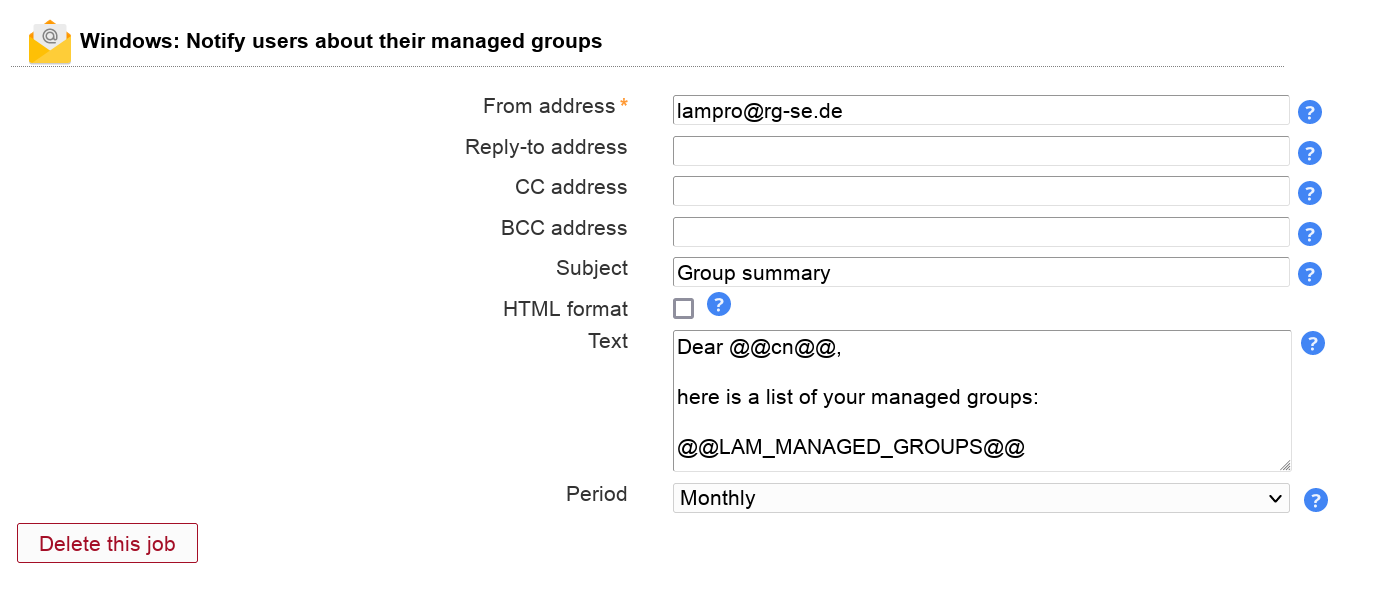 Windows: Notify users about their managed groups
From address *
lampro@rg-se.de
?
Reply-to address
?
CC address
?
BCC address
?
Subject
Group summary
?
HTML format
?
Text
Dear @@cn@@,
here is a list of your managed groups:
@@LAM_MANAGED_GROUPS@@
?
Period
Monthly
?
Delete this job